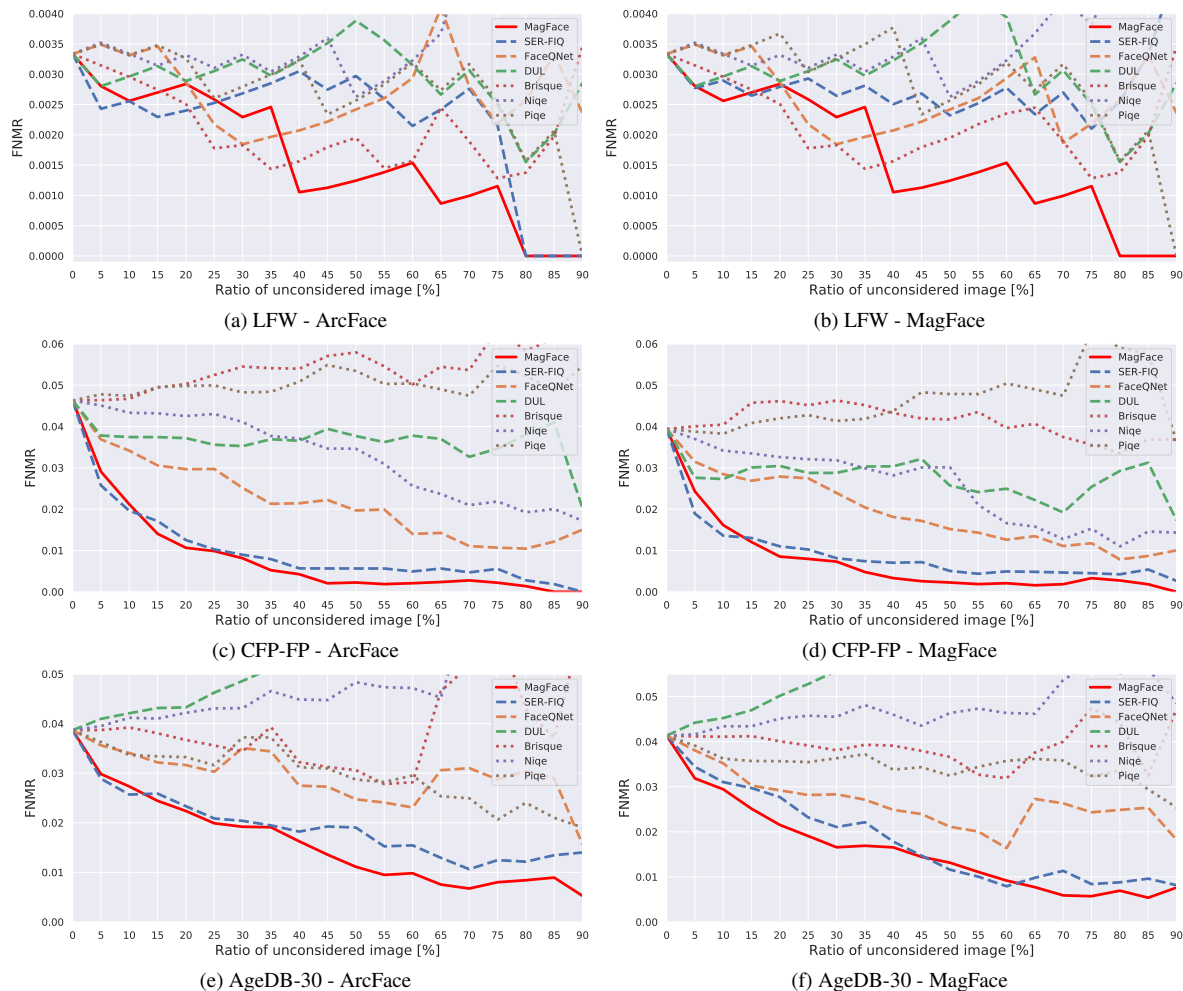 0.0040
0.0035
0.0030
0.0025
0.0020
0.0015
0.0010
0.0005
0.0000
FNMR
MagFace
SER-FIQ
FaceQNet
DUL
Brisque
Niqe
Piqe
0 5 10 15 20 25 30 35 40 45 50 55 60 65 70 75 80 85 90
Ratio of unconsidered image [%]
(a) LFW - ArcFace
0.0040
0.0035
0.0030
0.0025
0.0020
0.0015
0.0010
0.0005
0.0000
FNMR
MagFace
SER-FIQ
FaceQNet
DUL
Brisque
Niqe
Piqe
0 5 10 15 20 25 30 35 40 45 50 55 60 65 70 75 80 85 90
Ratio of unconsidered image [%]
(b) LFW - MagFace
0.06
0.05
0.04
0.03
0.02
0.01
0.00
FNMR
MagFace
SER-FIQ
FaceQNet
DUL
Brisque
Niqe
Piqe
0 5 10 15 20 25 30 35 40 45 50 55 60 65 70 75 80 85 90
Ratio of unconsidered image [%]
(c) CFP-FP - ArcFace
0.06
0.05
0.04
0.03
0.02
0.01
0.00
FNMR
MagFace
SER-FIQ
FaceQNet
DUL
Brisque
Niqe
Piqe
0 5 10 15 20 25 30 35 40 45 50 55 60 65 70 75 80 85 90
Ratio of unconsidered image [%]
(d) CFP-FP - MagFace
0.05
0.04
0.03
0.02
0.01
0.00
FNMR
MagFace
SER-FIQ
FaceQNet
DUL
Brisque
Niqe
Piqe
0 5 10 15 20 25 30 35 40 45 50 55 60 65 70 75 80 85 90
Ratio of unconsidered image [%]
(e) AgeDB-30 - ArcFace
0.05
0.04
0.03
0.02
0.01
0.00
FNMR
MagFace
SER-FIQ
FaceQNet
DUL
Brisque
Niqe
Piqe
0 5 10 15 20 25 30 35 40 45 50 55 60 65 70 75 80 85 90
Ratio of unconsidered image [%]
(f) AgeDB-30 - MagFace